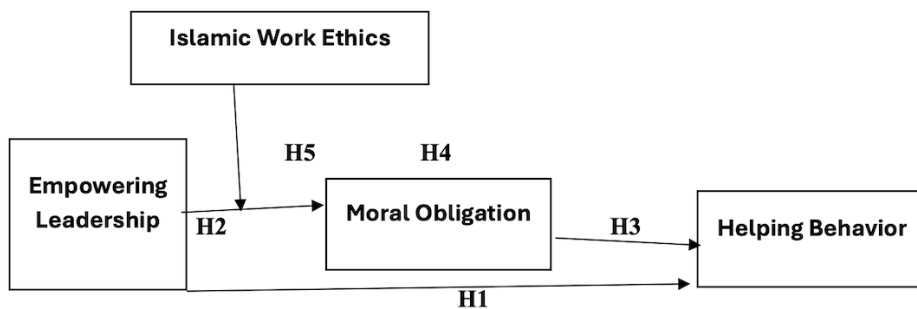 Islamic Work Ethics
H5
H4
Empowering
Leadership
H2
Moral Obligation
H3
Helping Behavior
H1